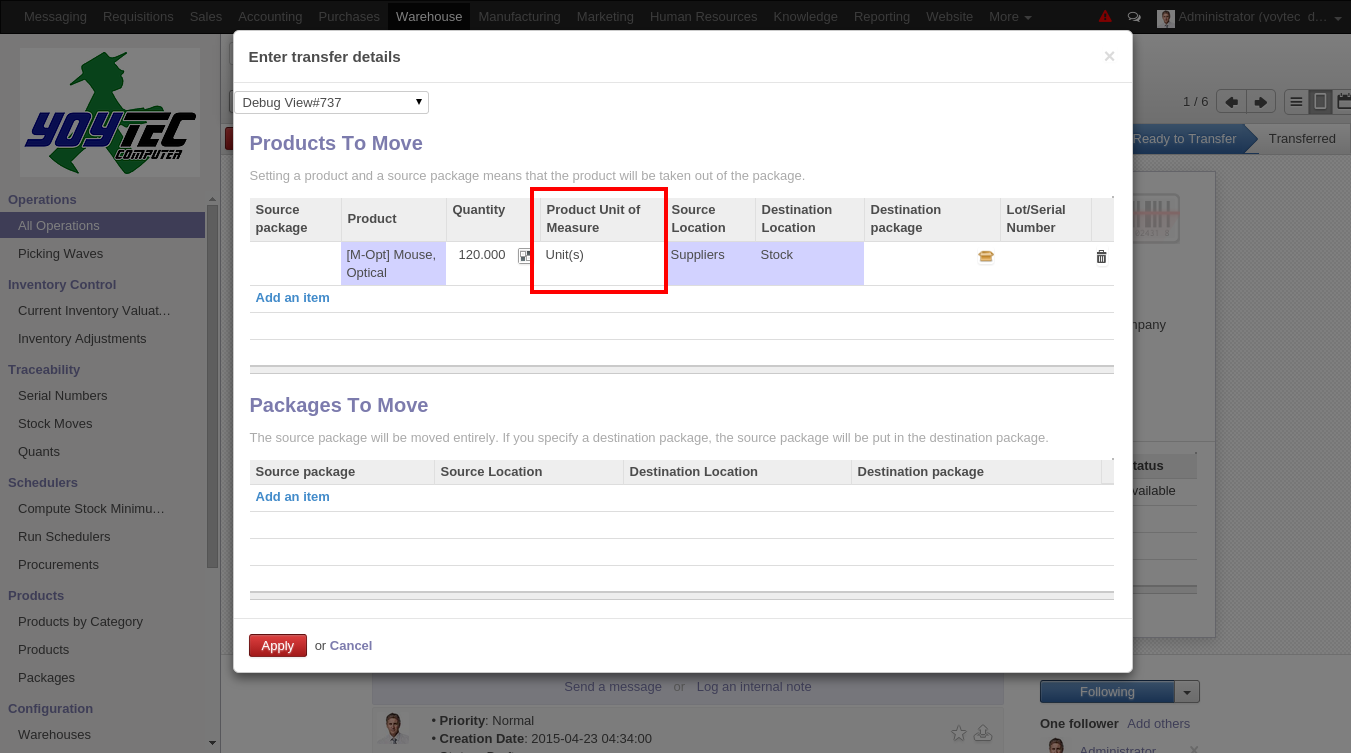 Messaging Requisitions Sales Accounting Purchases Warehouse Manufacturing Marketing Human Resources Knowledge Reporting Website More Administrator (yoytec_d...
YOYTEC
COMPUTER
Operations
All Operations
Picking Waves
Inventory Control
Current Inventory Valuat...
Inventory Adjustments
Traceability
Serial Numbers
Stock Moves
Quants
Schedulers
Compute Stock Minimu...
Run Schedulers
Procurements
Products
Products by Category
Products
Packages
Configuration
Warehouses
Enter transfer details ×
Debug View#737
Products To Move
Setting a product and a source package means that the product will be taken out of the package.
Source package Product Quantity Product Unit of Measure Source Location Destination Location Destination package Lot/Serial Number
[M-Opt] Mouse, Optical 120.000 Unit(s) Suppliers Stock
Add an item
Packages To Move
The source package will be moved entirely. If you specify a destination package, the source package will be put in the destination package.
Source package Source Location Destination Location Destination package
Add an item
Apply or Cancel
1 / 6
Ready to Transfer Transferred
mpany
tatus
vailable
Send a message or Log an internal note
• Priority: Normal
• Creation Date: 2015-04-23 04:34:00
Following
One follower Add others
Administrator X